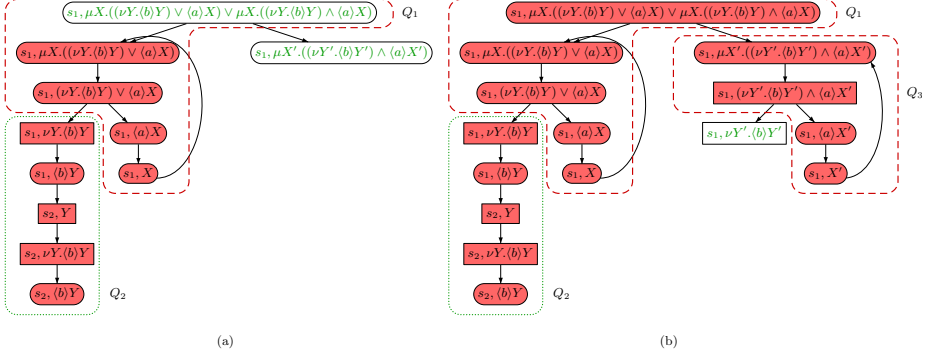 s₁, μX.((νY.⟨b⟩Y) ∨ ⟨a⟩X) ∨ μX.((νY.⟨b⟩Y) ∧ ⟨a⟩X)
Q₁
s₁, μX.((νY.⟨b⟩Y) ∨ ⟨a⟩X)
s₁, μX′.((νY′.⟨b⟩Y′) ∧ ⟨a⟩X′)
s₁, (νY.⟨b⟩Y) ∨ ⟨a⟩X
s₁, νY.⟨b⟩Y
s₁, ⟨a⟩X
s₁, ⟨b⟩Y
s₁, X
s₂, Y
s₂, νY.⟨b⟩Y
s₂, ⟨b⟩Y
Q₂
(a)
s₁, μX.((νY.⟨b⟩Y) ∨ ⟨a⟩X) ∨ μX.((νY.⟨b⟩Y) ∧ ⟨a⟩X)
Q₁
s₁, μX.((νY.⟨b⟩Y) ∨ ⟨a⟩X)
s₁, μX′.((νY′.⟨b⟩Y′) ∧ ⟨a⟩X′)
s₁, (νY.⟨b⟩Y) ∨ ⟨a⟩X
s₁, (νY′.⟨b⟩Y′) ∧ ⟨a⟩X′
Q₃
s₁, νY.⟨b⟩Y
s₁, ⟨a⟩X
s₁, νY′.⟨b⟩Y′
s₁, ⟨a⟩X′
s₁, ⟨b⟩Y
s₁, X
s₁, X′
s₂, Y
s₂, νY.⟨b⟩Y
s₂, ⟨b⟩Y
Q₂
(b)